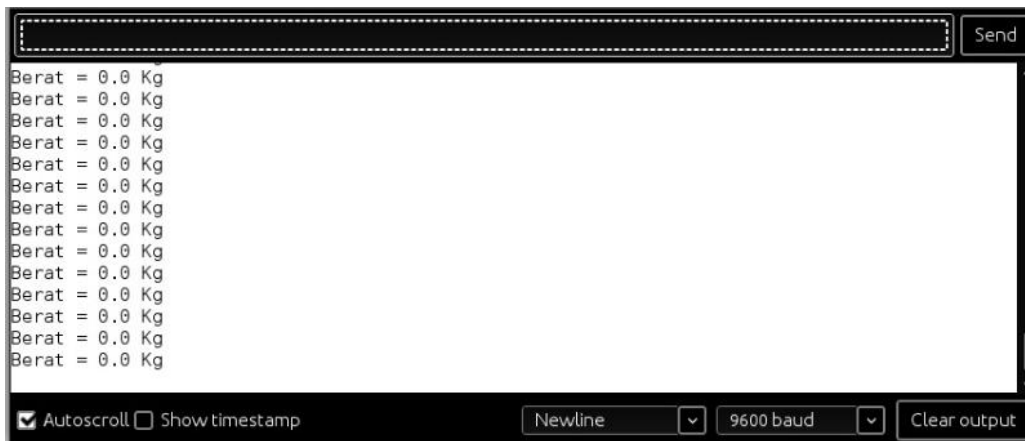 Send
Berat = 0.0 Kg
Berat = 0.0 Kg
Berat = 0.0 Kg
Berat = 0.0 Kg
Berat = 0.0 Kg
Berat = 0.0 Kg
Berat = 0.0 Kg
Berat = 0.0 Kg
Berat = 0.0 Kg
Berat = 0.0 Kg
Berat = 0.0 Kg
Berat = 0.0 Kg
Berat = 0.0 Kg
Berat = 0.0 Kg
Autoscroll Show timestamp Newline 9600 baud Clear output